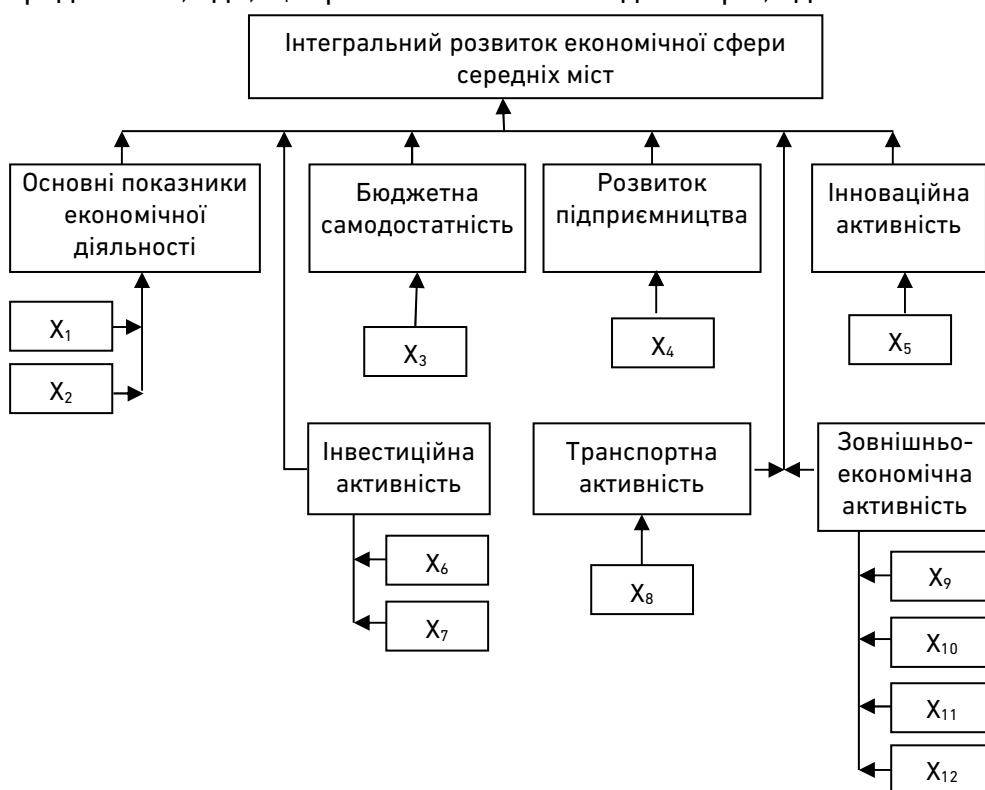 Інтегральний розвиток економічної сфери
середніх міст
Основні показники
економічної
діяльності
Бюджетна
самодостатність
Розвиток
підприємництва
Інноваційна
активність
X₁
X₂
X₃
X₄
X₅
Інвестиційна
активність
Транспортна
активність
Зовнішньо-
економічна
активність
X₆
X₇
X₈
X₉
X₁₀
X₁₁
X₁₂